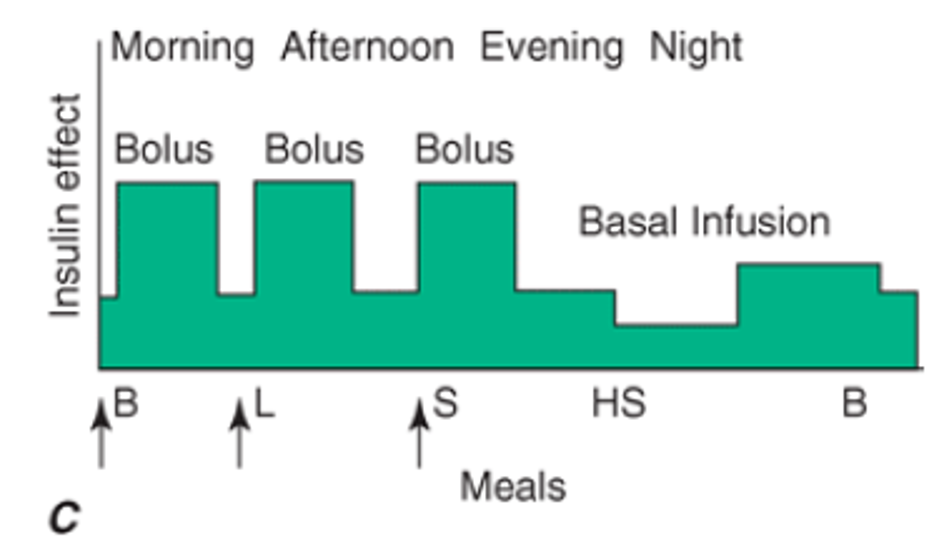 Morning Afternoon Evening Night
Insulin effect
Bolus Bolus Bolus
Basal Infusion
B L S HS B
Meals
C